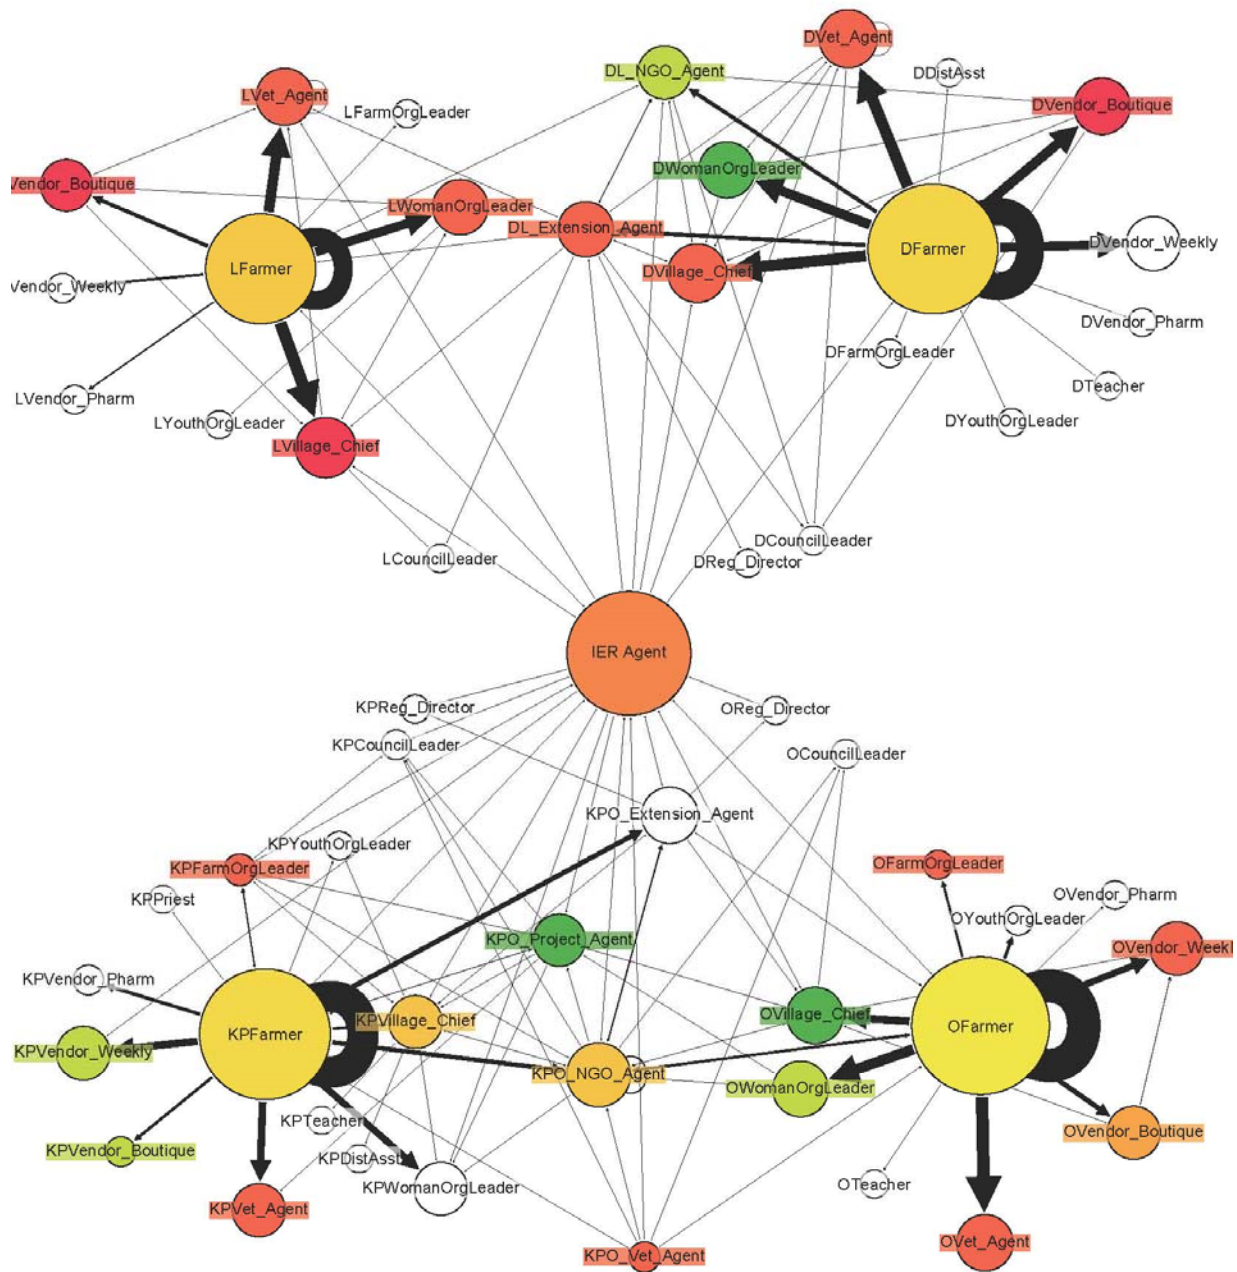 DVet_Agent
DL_NGO_Agent
DDistAsst
LVet_Agent
LFarmOrgLeader
DVendor_Boutique
DWomanOrgLeader
Vendor_Boutique
LWomanOrgLeader
DL_Extension_Agent
DFarmer
DVendor_Weekly
LFarmer
DVillage_Chief
Vendor_Weekly
DVendor_Pharm
DFarmOrgLeader
DTeacher
LVendor_Pharm
LYouthOrgLeader
DYouthOrgLeader
LVillage_Chief
LCouncilLeader
DReg_Director
DCouncilLeader
IER Agent
KPReg_Director
OReg_Director
KPCouncilLeader
OCouncilLeader
KPO_Extension_Agent
KPYouthOrgLeader
KPFarmOrgLeader
OFarmOrgLeader
OVendor_Pharm
KPPriest
OYouthOrgLeader
KPO_Project_Agent
OVendor_Weekl
KPVendor_Pharm
KPVillage_Chief
OVillage_Chief
KPFarmer
OFarmer
KPVendor_Weekly
KPO_NGO_Agent
OWomanOrgLeader
KPTeacher
OVendor_Boutique
KPVendor_Boutique
KPDistAsst
KPWomanOrgLeader
OTeacher
KPVet_Agent
OVet_Agent
KPO_Vet_Agent